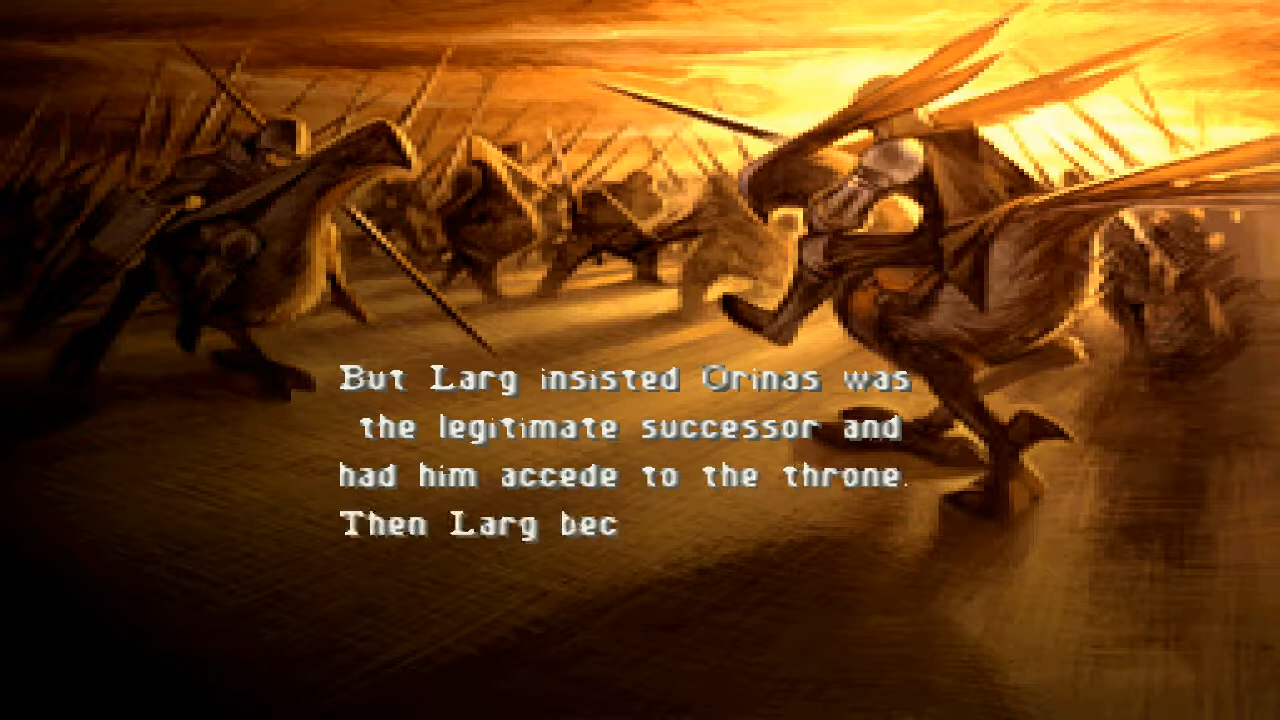 But Larg insisted Orinas was
the legitimate successor and
had him accede to the throne.
Then Larg bec